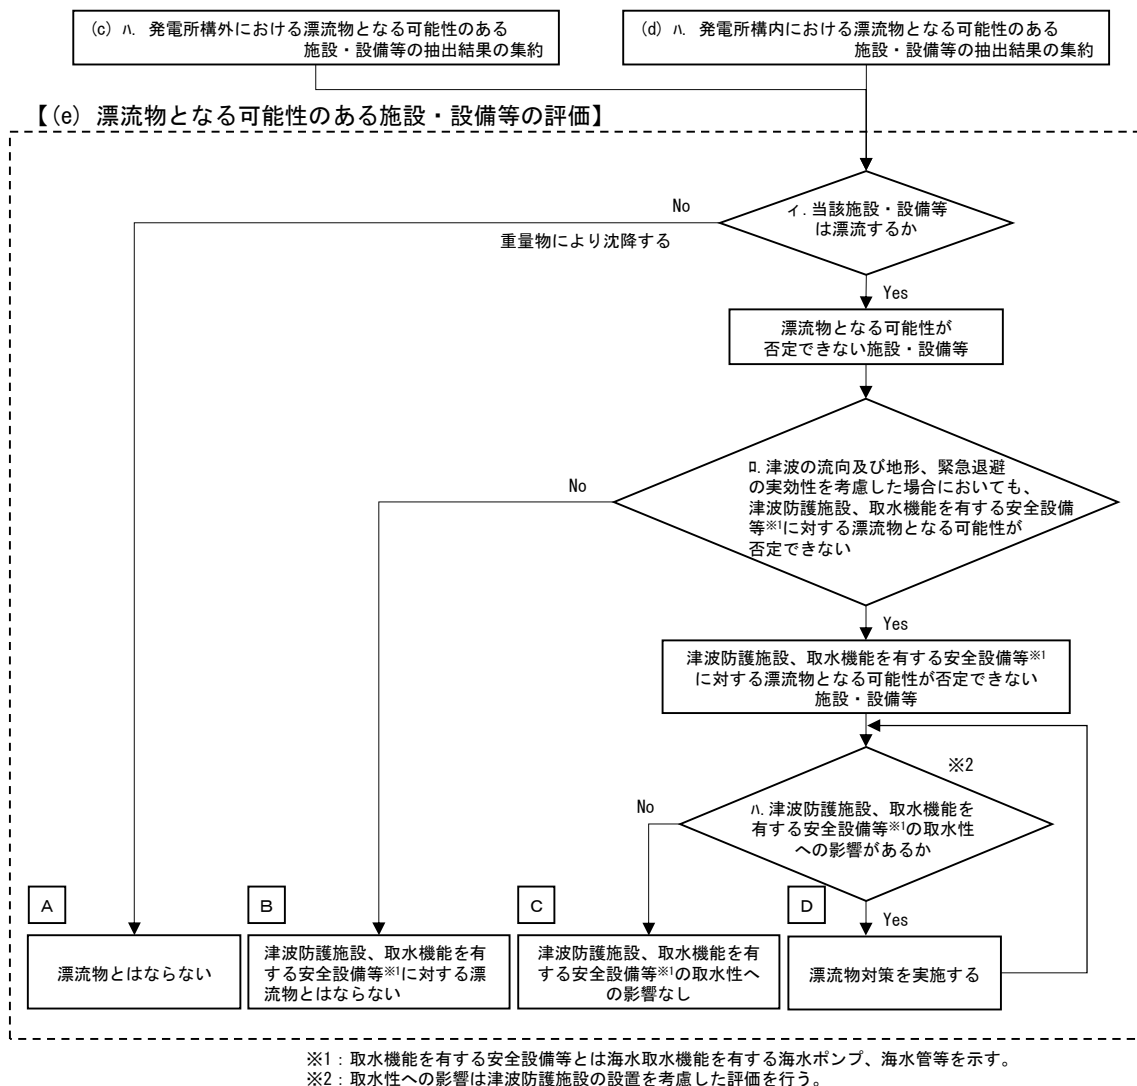 (c) ハ. 発電所構外における漂流物となる可能性のある
施設・設備等の抽出結果の集約
(d) ハ. 発電所構内における漂流物となる可能性のある
施設・設備等の抽出結果の集約
【(e) 漂流物となる可能性のある施設・設備等の評価】
イ. 当該施設・設備等
は漂流するか
No
重量物により沈降する
Yes
漂流物となる可能性が
否定できない施設・設備等
ロ. 津波の流向及び地形、緊急退避
の実効性を考慮した場合においても、
津波防護施設、取水機能を有する安全設備
等※1に対する漂流物となる可能性が
否定できない
No
Yes
津波防護施設、取水機能を有する安全設備等※1
に対する漂流物となる可能性が否定できない
施設・設備等
※2
ハ. 津波防護施設、取水機能を
有する安全設備等※1の取水性
への影響があるか
No
Yes
A
漂流物とはならない
B
津波防護施設、取水機能を有
する安全設備等※1に対する漂
流物とはならない
C
津波防護施設、取水機能を有
する安全設備等※1の取水性へ
の影響なし
D
漂流物対策を実施する
※1：取水機能を有する安全設備等とは海水取水機能を有する海水ポンプ、海水管等を示す。
※2：取水性への影響は津波防護施設の設置を考慮した評価を行う。